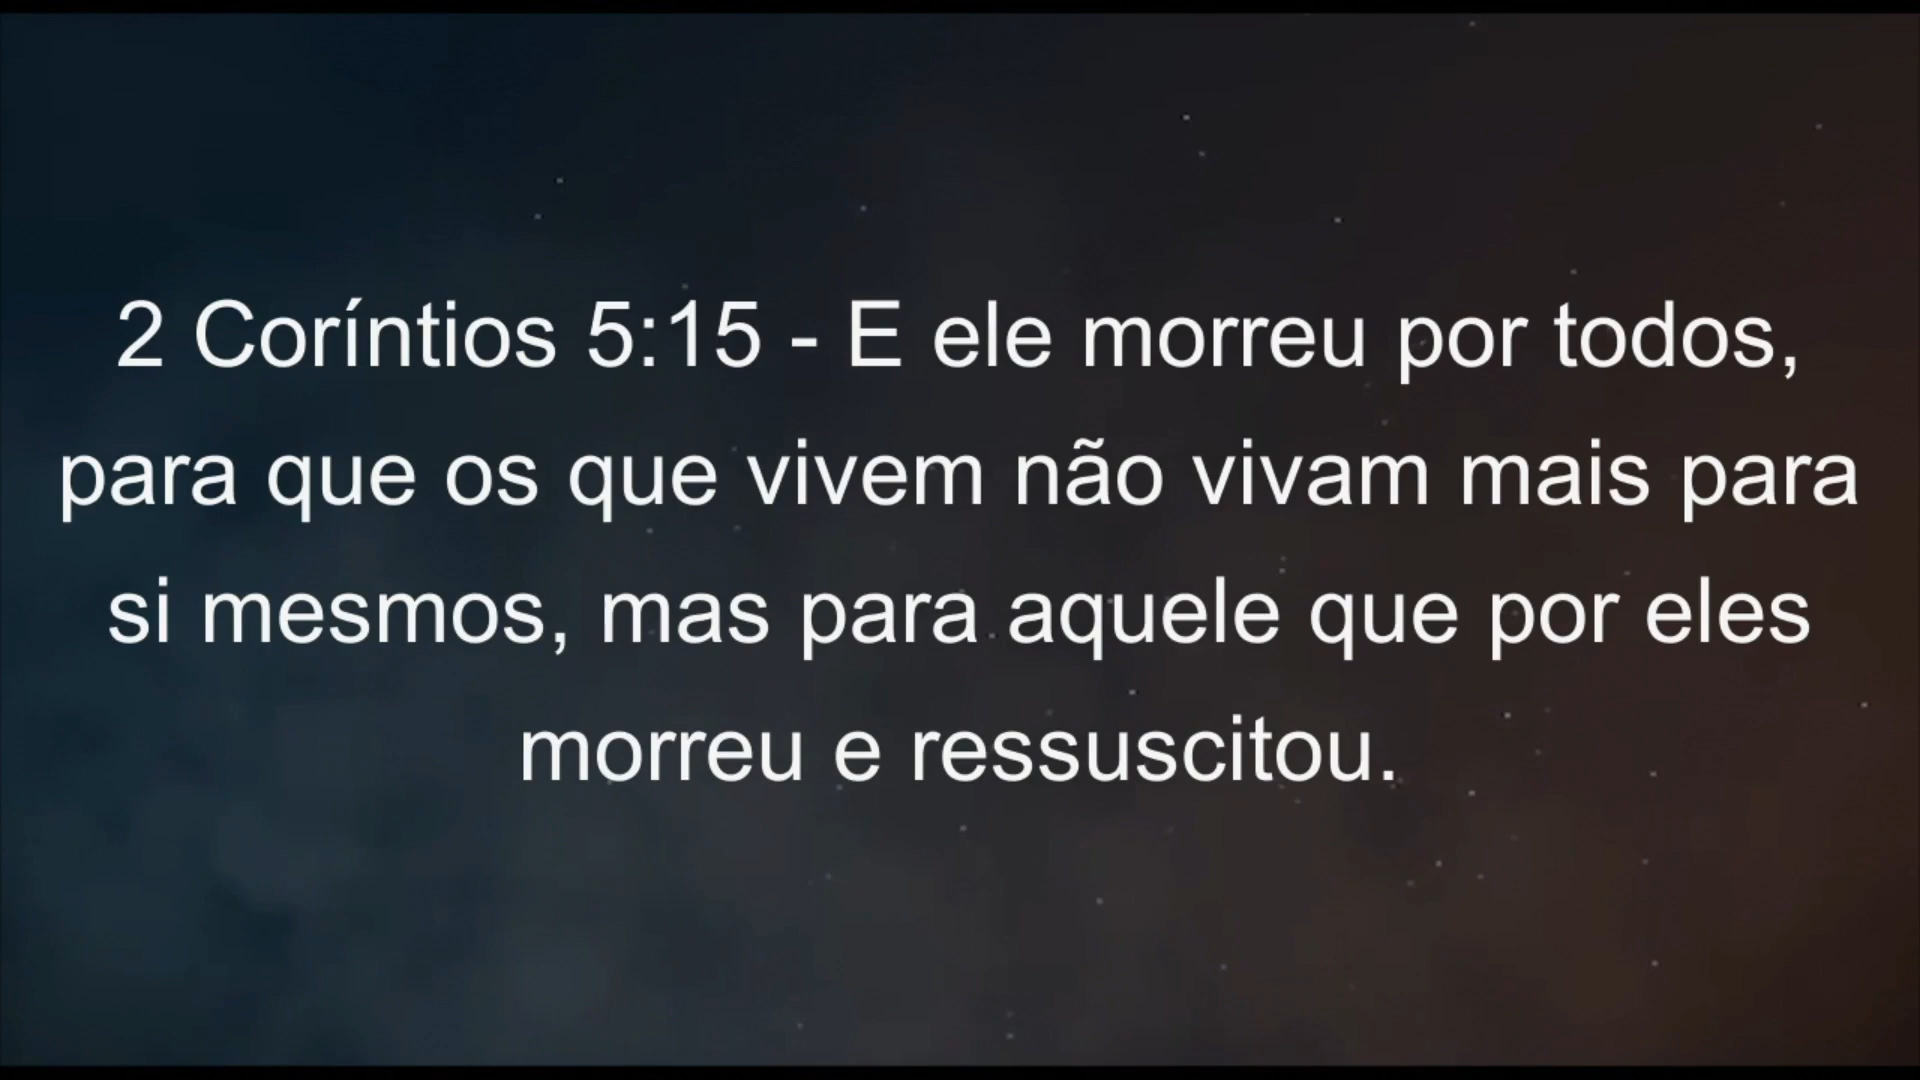 2 Coríntios 5:15 - E ele morreu por todos,
para que os que vivem não vivam mais para
si mesmos, mas para aquele que por eles
morreu e ressuscitou.